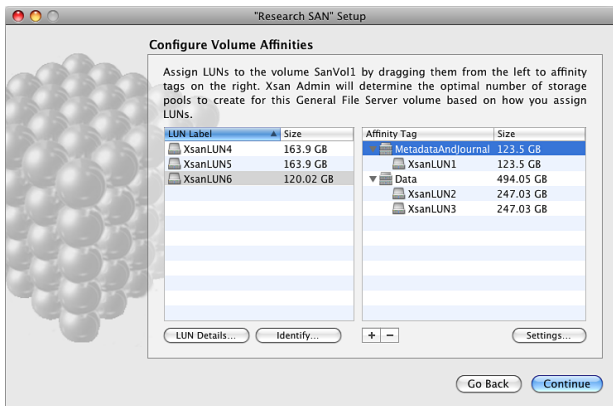 "Research SAN" Setup
Configure Volume Affinities
Assign LUNs to the volume SanVol1 by dragging them from the left to affinity
tags on the right. Xsan Admin will determine the optimal number of storage
pools to create for this General File Server volume based on how you assign
LUNs.
LUN Label Size
XsanLUN4 163.9 GB
XsanLUN5 163.9 GB
XsanLUN6 120.02 GB
Affinity Tag Size
MetadataAndJournal 123.5 GB
XsanLUN1 123.5 GB
Data 494.05 GB
XsanLUN2 247.03 GB
XsanLUN3 247.03 GB
LUN Details... Identify... + − Settings...
Go Back Continue